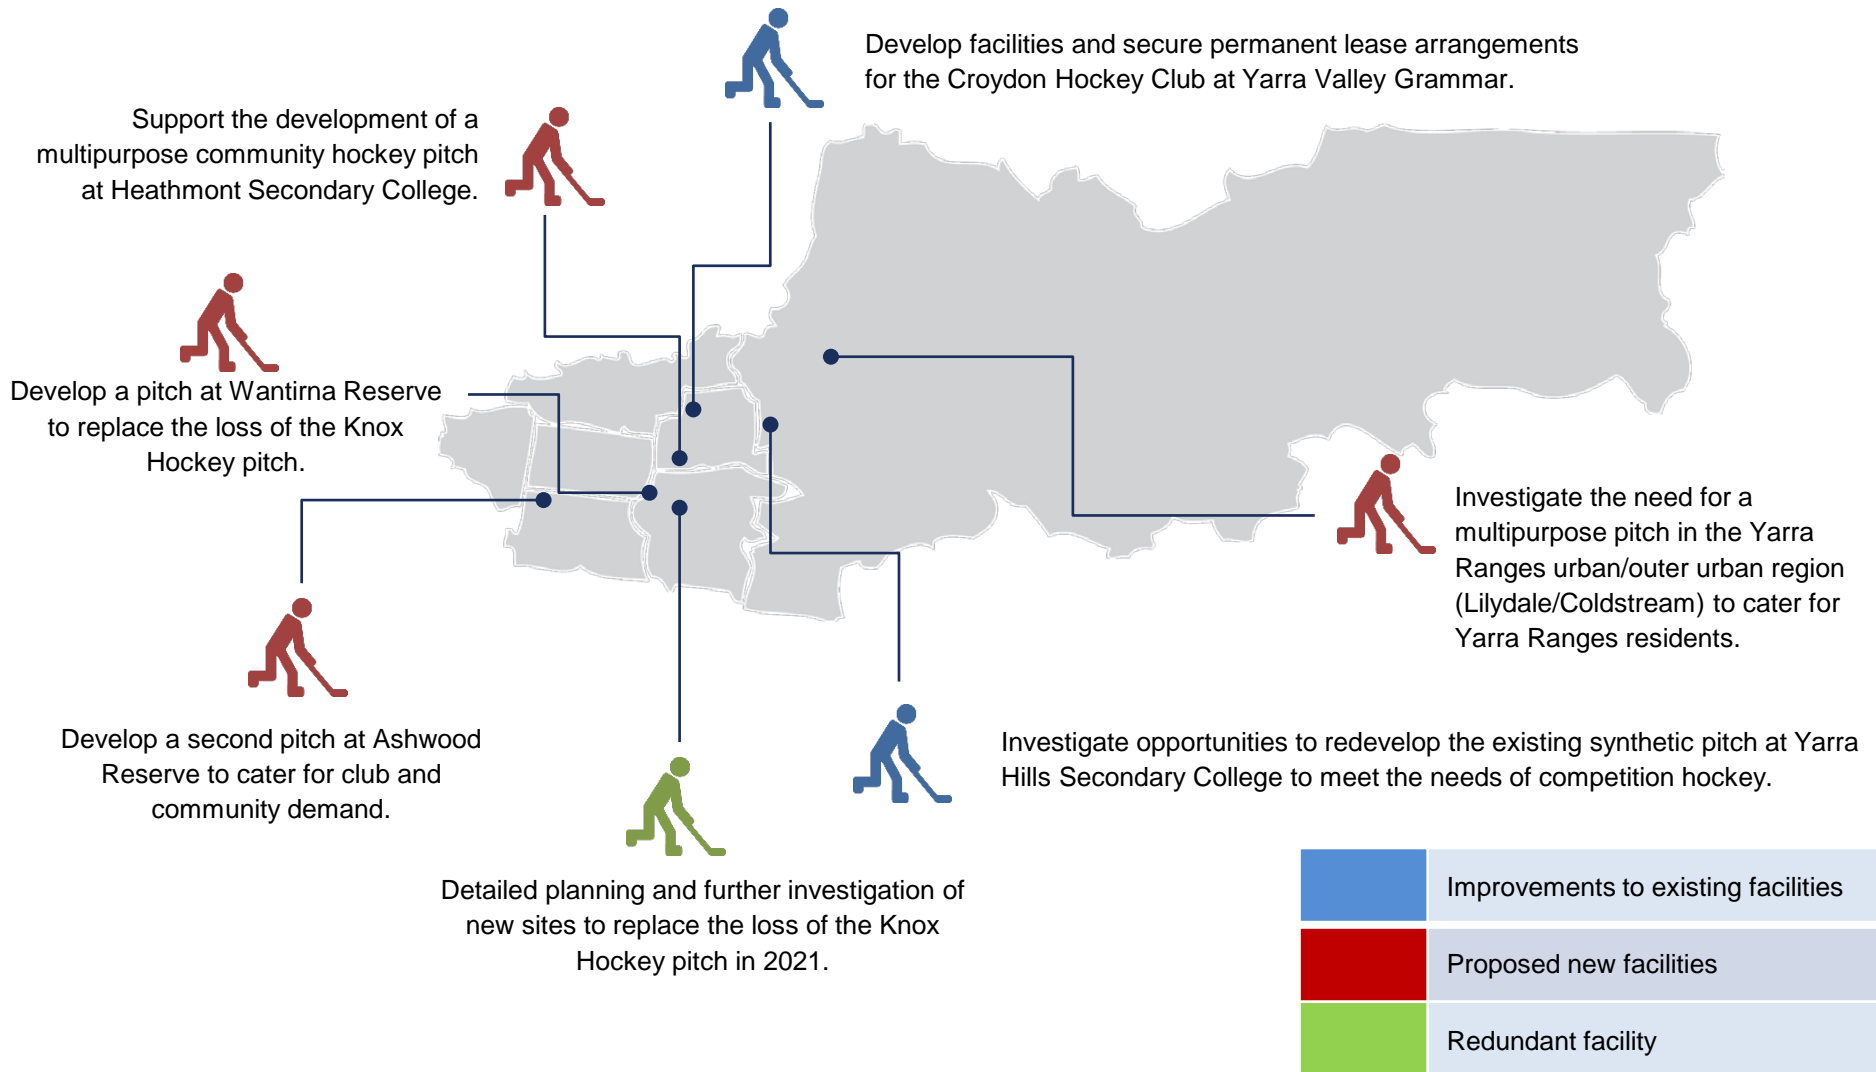 Develop facilities and secure permanent lease arrangements
for the Croydon Hockey Club at Yarra Valley Grammar.
Support the development of a
multipurpose community hockey pitch
at Heathmont Secondary College.
Develop a pitch at Wantirna Reserve
to replace the loss of the Knox
Hockey pitch.
Investigate the need for a
multipurpose pitch in the Yarra
Ranges urban/outer urban region
(Lilydale/Coldstream) to cater for
Yarra Ranges residents.
Develop a second pitch at Ashwood
Reserve to cater for club and
community demand.
Investigate opportunities to redevelop the existing synthetic pitch at Yarra
Hills Secondary College to meet the needs of competition hockey.
Detailed planning and further investigation of
new sites to replace the loss of the Knox
Hockey pitch in 2021.
Improvements to existing facilities
Proposed new facilities
Redundant facility